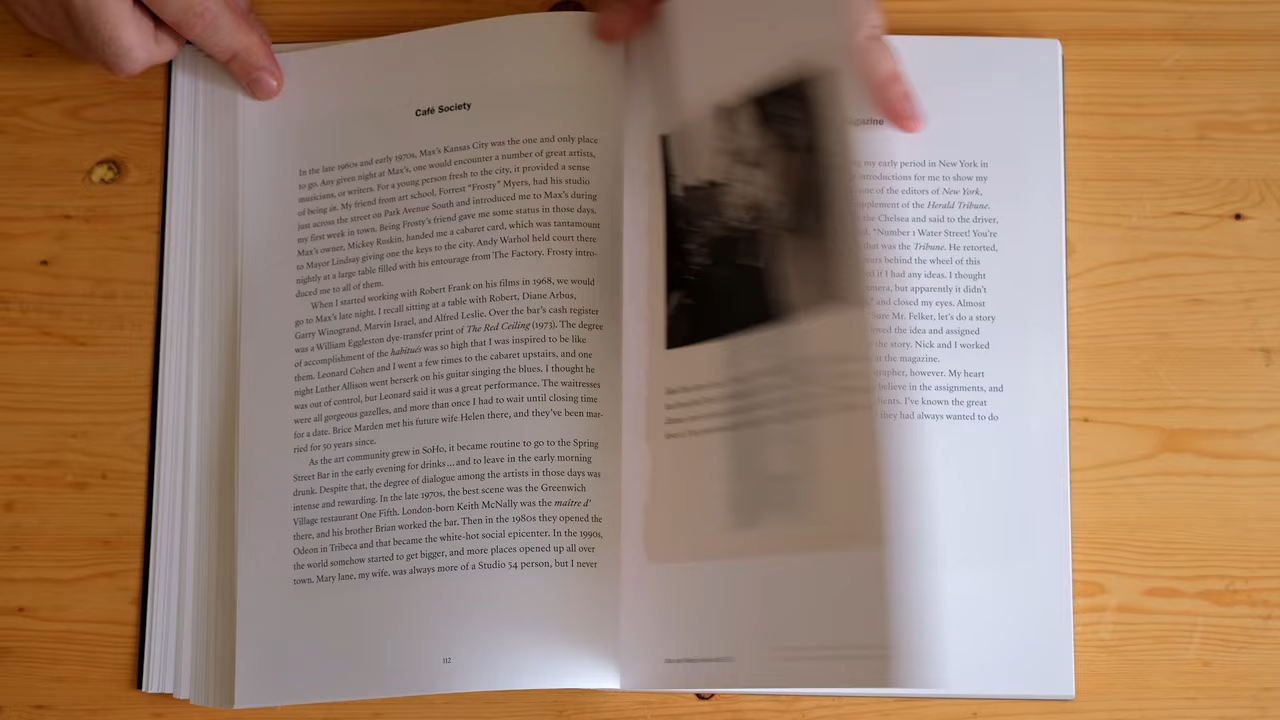 Café Society
In the late 1960s and early 1970s, Max's Kansas City was the one and only place
to go. Any given night at Max's, one would encounter a number of great artists,
musicians, or writers. For a young person fresh to the city, it provided a sense
of being in. My friend from art school, Forrest “Frosty” Myers, had his studio
just across the street on Park Avenue South and introduced me to Max's during
my first week in town. Being Frosty's friend gave me some status in those days.
Max's owner, Mickey Ruskin, handed me a cabaret card, which was tantamount
to Mayor Lindsay giving one the keys to the city. Andy Warhol held court there
nightly at a large table filled with his entourage from The Factory. Frosty intro-
duced me to all of them.
When I started working with Robert Frank on his films in 1968, we would
go to Max's late night. I recall sitting at a table with Robert, Diane Arbus,
Garry Winogrand, Marvin Israel, and Alfred Leslie. Over the bar's cash register
was a William Eggleston dye-transfer print of The Red Ceiling (1973). The degree
of accomplishment of the habitués was so high that I was inspired to be like
them. Leonard Cohen and I went a few times to the cabaret upstairs, and one
night Luther Allison went berserk on his guitar singing the blues. I thought he
was out of control, but Leonard said it was a great performance. The waitresses
were all gorgeous gazelles, and more than once I had to wait until closing time
for a date. Brice Marden met his future wife Helen there, and they've been mar-
ried for 50 years since.
As the art community grew in SoHo, it became routine to go to the Spring
Street Bar in the early evening for drinks...and to leave in the early morning
drunk. Despite that, the degree of dialogue among the artists in those days was
intense and rewarding. In the late 1970s, the best scene was the Greenwich
Village restaurant One Fifth. London-born Keith McNally was the maître d'
there, and his brother Brian worked the bar. Then in the 1980s they opened the
Odeon in Tribeca and that became the white-hot social epicenter. In the 1990s,
the world somehow started to get bigger, and more places opened up all over
town. Mary Jane, my wife, was always more of a Studio 54 person, but I never
112
my early period in New York in
introductions for me to show my
one of the editors of New York,
supplement of the Herald Tribune.
the Chelsea and said to the driver,
“Number 1 Water Street! You're
that was the Tribune. He retorted,
behind the wheel of this
if I had any ideas. I thought
but apparently it didn't
and closed my eyes. Almost
“Sure Mr. Felker, let's do a story
loved the idea and assigned
the story. Nick and I worked
the magazine.
however. My heart
believe in the assignments, and
I've known the great
they had always wanted to do